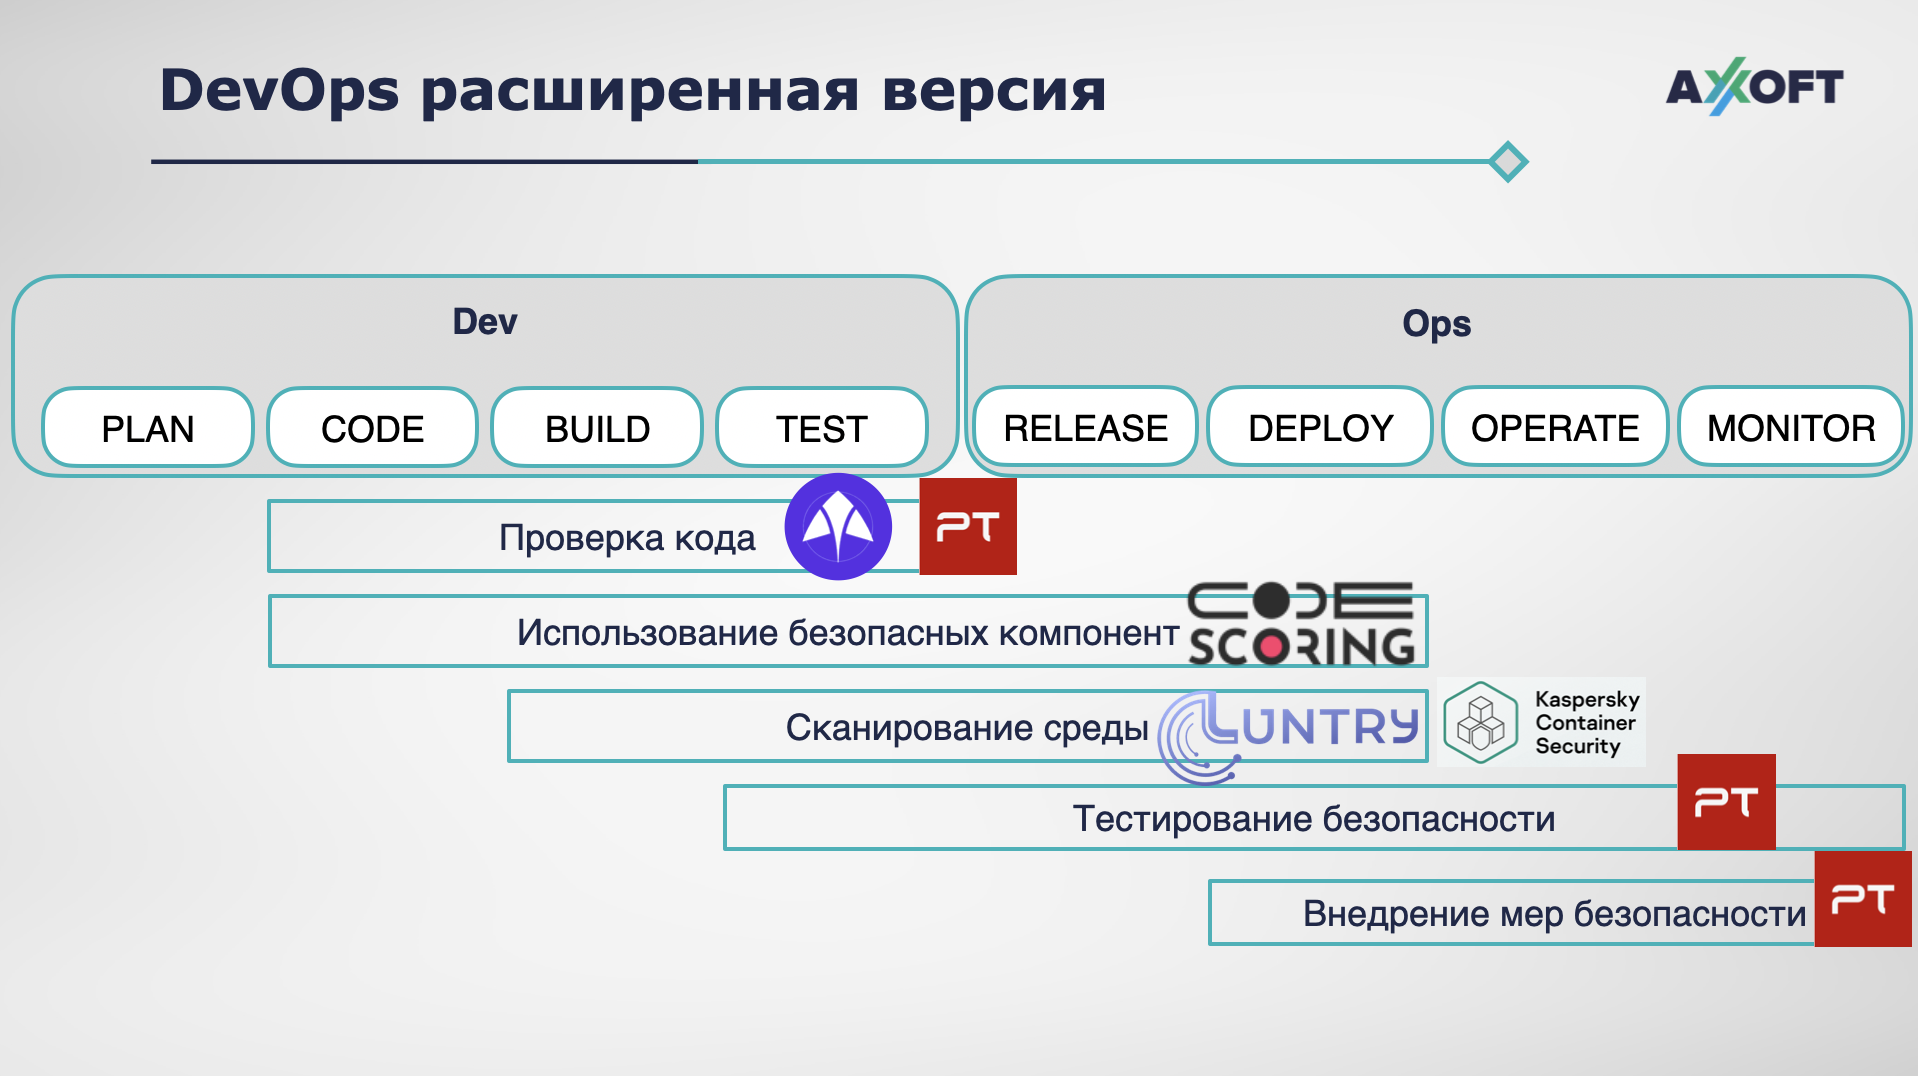 DevOps расширенная версия
AXOFT
Dev
Ops
PLAN
CODE
BUILD
TEST
RELEASE
DEPLOY
OPERATE
MONITOR
Проверка кода
PT
Использование безопасных компонент
CODE
SCORING
Сканирование среды
LUNTRY
Kaspersky
Container
Security
Тестирование безопасности
PT
Внедрение мер безопасности
PT